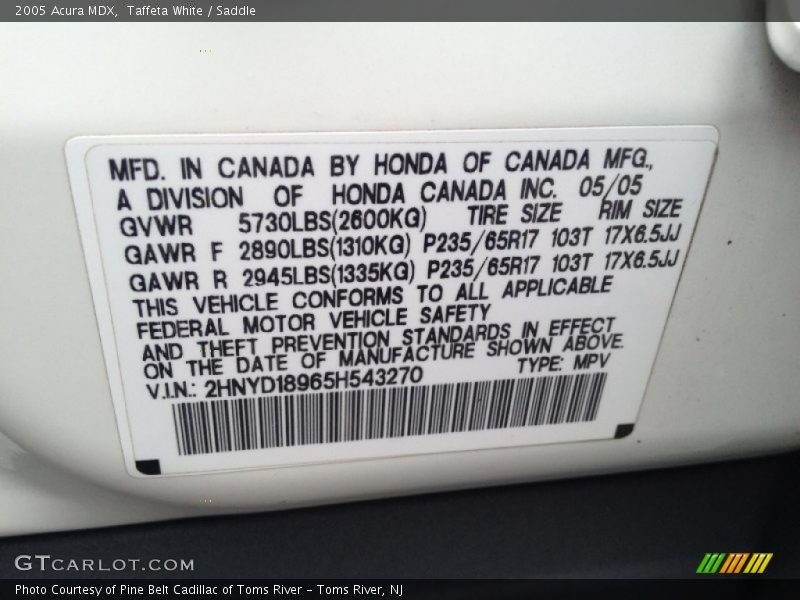 2005 Acura MDX,  Taffeta White / Saddle
MFD. IN CANADA BY HONDA OF CANADA MFG.,
A DIVISION OF HONDA CANADA INC. 05/05
GVWR 5730LBS(2600KG) TIRE SIZE RIM SIZE
GAWR F 2890LBS(1310KG) P235/65R17 103T 17X6.5JJ
GAWR R 2945LBS(1335KG) P235/65R17 103T 17X6.5JJ
THIS VEHICLE CONFORMS TO ALL APPLICABLE
FEDERAL MOTOR VEHICLE SAFETY
AND THEFT PREVENTION STANDARDS IN EFFECT
ON THE DATE OF MANUFACTURE SHOWN ABOVE.
V.I.N.: 2HNYD18965H543270 TYPE: MPV
GTCARLOT.COM
Photo Courtesy of Pine Belt Cadillac of Toms River – Toms River, NJ